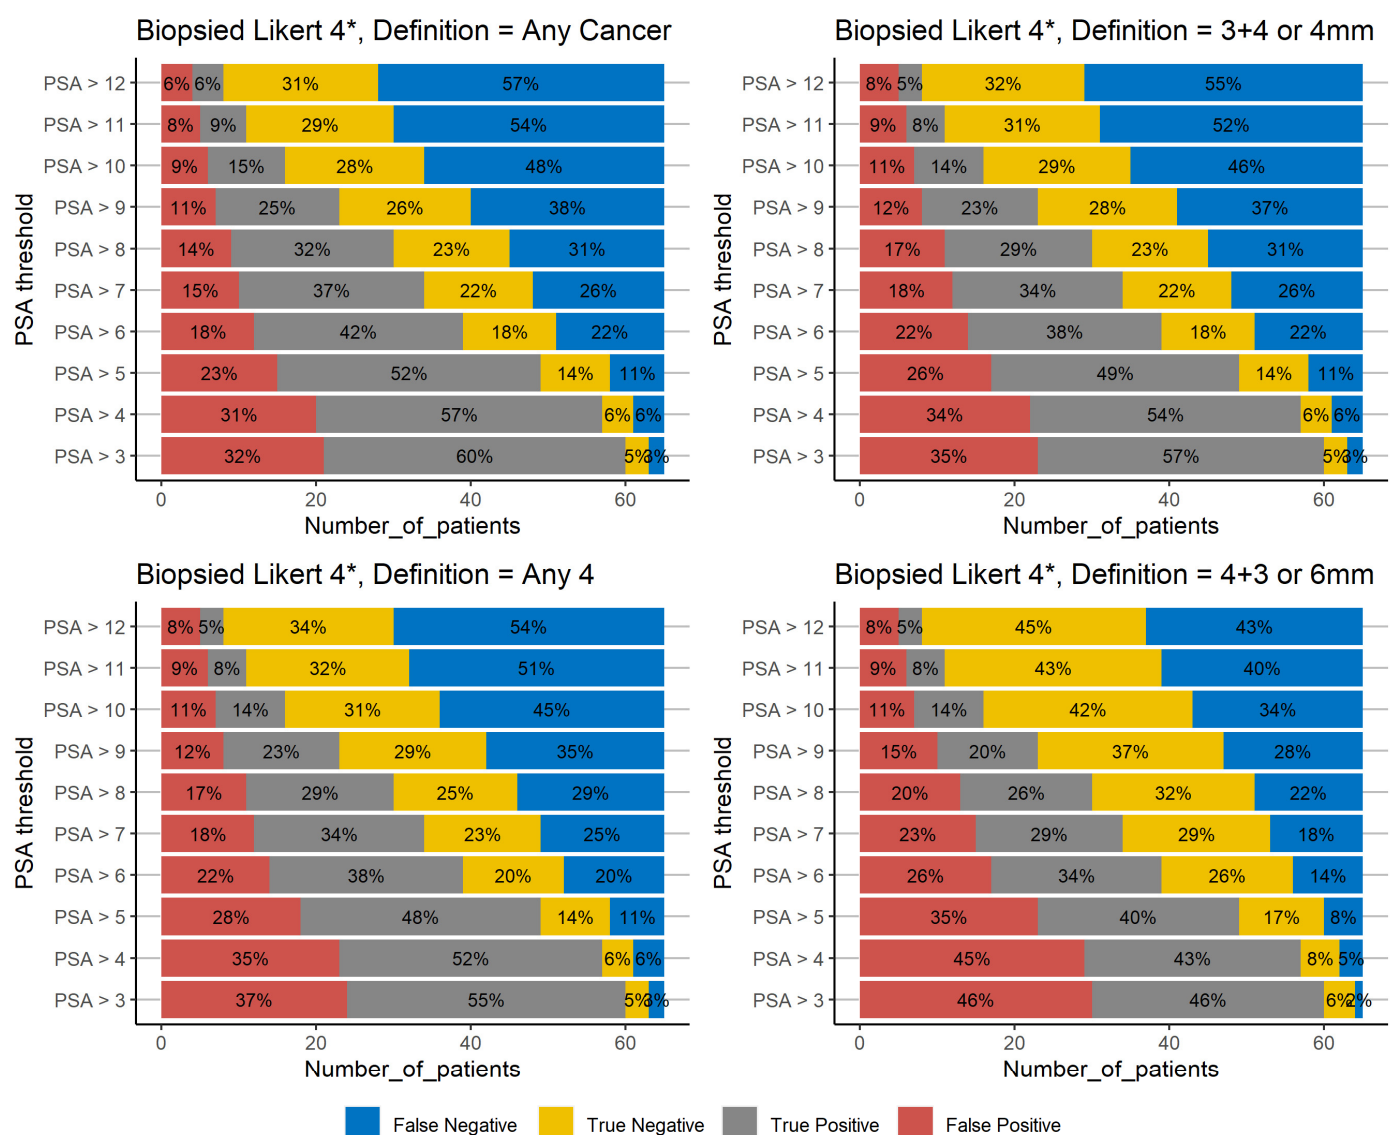 Biopsied Likert 4*, Definition = Any Cancer
PSA threshold
PSA > 12 6% 6% 31% 57%
PSA > 11 8% 9% 29% 54%
PSA > 10 9% 15% 28% 48%
PSA > 9 11% 25% 26% 38%
PSA > 8 14% 32% 23% 31%
PSA > 7 15% 37% 22% 26%
PSA > 6 18% 42% 18% 22%
PSA > 5 23% 52% 14% 11%
PSA > 4 31% 57% 6% 6%
PSA > 3 32% 60% 5% 3%
0 20 40 60
Number_of_patients
Biopsied Likert 4*, Definition = 3+4 or 4mm
PSA threshold
PSA > 12 8% 5% 32% 55%
PSA > 11 9% 8% 31% 52%
PSA > 10 11% 14% 29% 46%
PSA > 9 12% 23% 28% 37%
PSA > 8 17% 29% 23% 31%
PSA > 7 18% 34% 22% 26%
PSA > 6 22% 38% 18% 22%
PSA > 5 26% 49% 14% 11%
PSA > 4 34% 54% 6% 6%
PSA > 3 35% 57% 5% 3%
0 20 40 60
Number_of_patients
Biopsied Likert 4*, Definition = Any 4
PSA threshold
PSA > 12 8% 5% 34% 54%
PSA > 11 9% 8% 32% 51%
PSA > 10 11% 14% 31% 45%
PSA > 9 12% 23% 29% 35%
PSA > 8 17% 29% 25% 29%
PSA > 7 18% 34% 23% 25%
PSA > 6 22% 38% 20% 20%
PSA > 5 28% 48% 14% 11%
PSA > 4 35% 52% 6% 6%
PSA > 3 37% 55% 5% 3%
0 20 40 60
Number_of_patients
Biopsied Likert 4*, Definition = 4+3 or 6mm
PSA threshold
PSA > 12 8% 5% 45% 43%
PSA > 11 9% 8% 43% 40%
PSA > 10 11% 14% 42% 34%
PSA > 9 15% 20% 37% 28%
PSA > 8 20% 26% 32% 22%
PSA > 7 23% 29% 29% 18%
PSA > 6 26% 34% 26% 14%
PSA > 5 35% 40% 17% 8%
PSA > 4 45% 43% 8% 5%
PSA > 3 46% 46% 6% 2%
0 20 40 60
Number_of_patients
False Negative True Negative True Positive False Positive